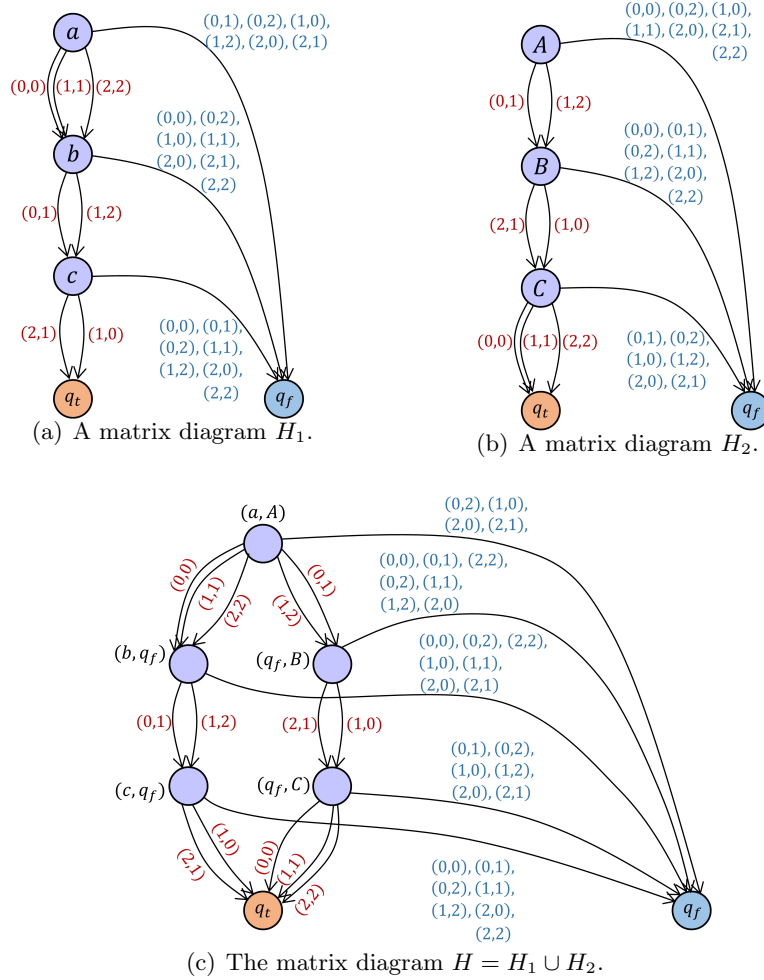 a
(0,1), (0,2), (1,0),
(1,2), (2,0), (2,1)
(0,0) (1,1) (2,2)
b
(0,0), (0,2),
(1,0), (1,1),
(2,0), (2,1),
(2,2)
(0,1) (1,2)
c
(0,0), (0,1),
(0,2), (1,1),
(1,2), (2,0),
(2,2)
(2,1) (1,0)
q_t q_f
(a) A matrix diagram H_1.
(0,0), (0,2), (1,0),
(1,1), (2,0), (2,1),
(2,2)
A
(0,1) (1,2)
B
(0,0), (0,1),
(0,2), (1,1),
(1,2), (2,0),
(2,2)
(2,1) (1,0)
C
(0,1), (0,2),
(1,0), (1,2),
(2,0), (2,1)
(0,0) (1,1) (2,2)
q_t q_f
(b) A matrix diagram H_2.
(a, A)
(0,2), (1,0),
(2,0), (2,1),
(0,0) (1,1) (2,2) (1,2) (0,1)
(0,0), (0,1), (2,2),
(0,2), (1,1),
(1,2), (2,0)
(b, q_f) (q_f, B)
(0,0), (0,2), (2,2),
(1,0), (1,1),
(2,0), (2,1)
(0,1) (1,2) (2,1) (1,0)
(0,1), (0,2),
(1,0), (1,2),
(2,0), (2,1)
(c, q_f) (q_f, C)
(2,1) (1,0) (0,0) (1,1) (2,2)
(0,0), (0,1),
(0,2), (1,1),
(1,2), (2,0),
(2,2)
q_t q_f
(c) The matrix diagram H = H_1 ∪ H_2.